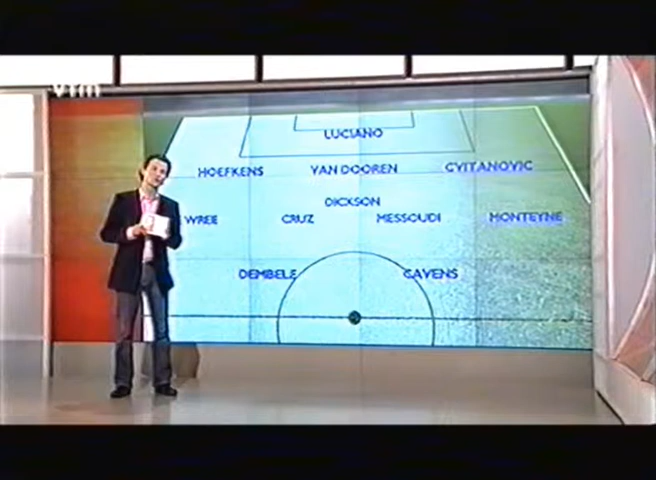 vtm
LUCIANO
HOEFKENS VAN DOOREN CVITANOVIC
DICKSON
WREE CRUZ MESSOUDI MONTEYNE
DEMBELE CAVENS